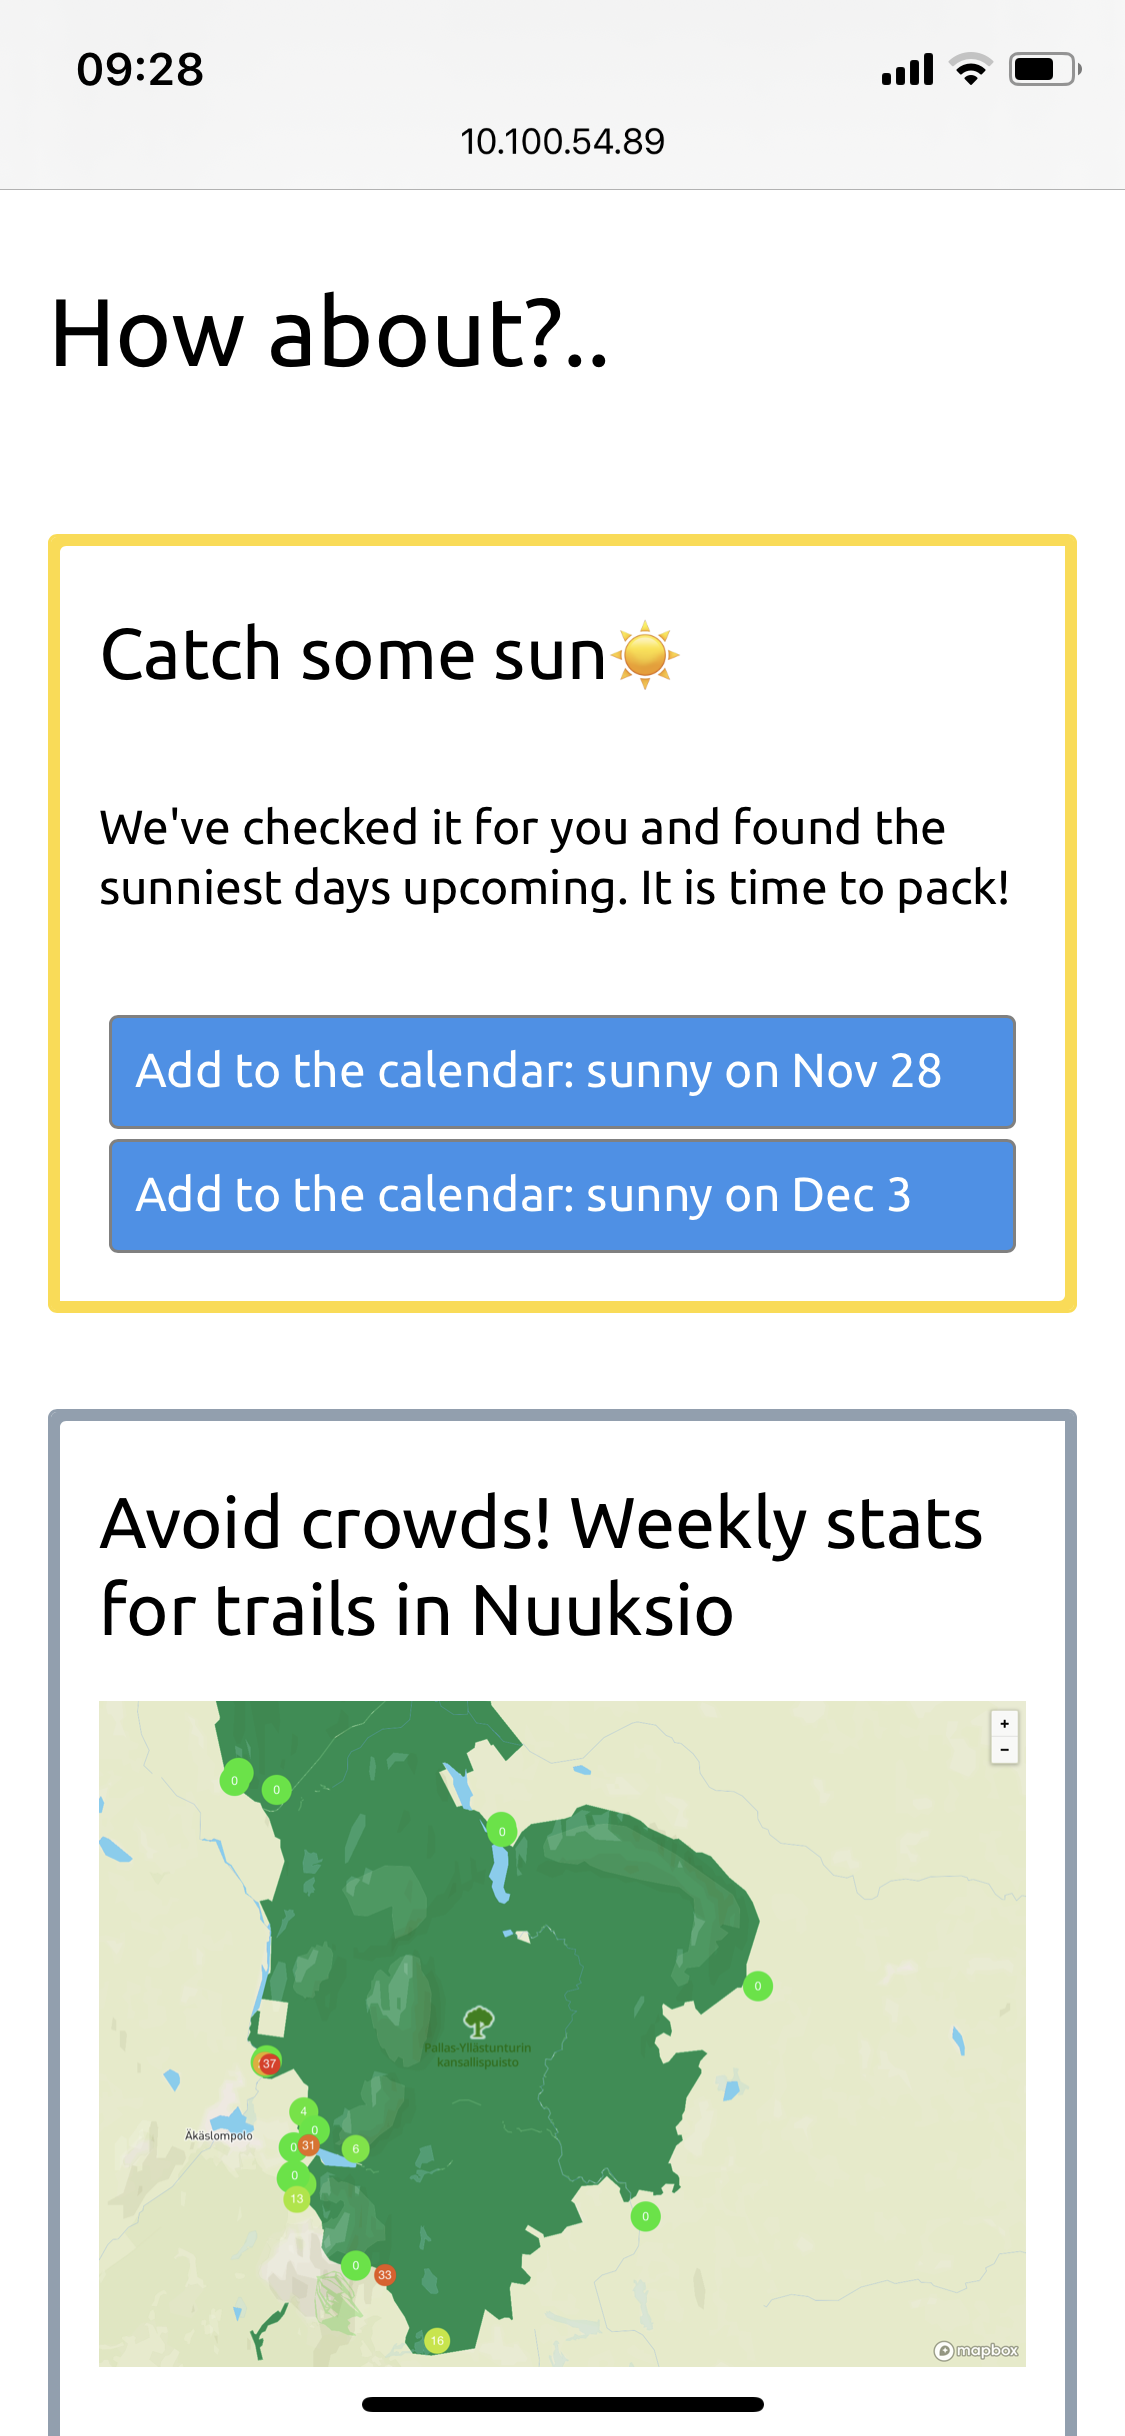 09:28
10.100.54.89
How about?..
Catch some sun☀️
We've checked it for you and found the
sunniest days upcoming. It is time to pack!
Add to the calendar: sunny on Nov 28
Add to the calendar: sunny on Dec 3
Avoid crowds! Weekly stats
for trails in Nuuksio
+
−
0
0
0
0
Pallas-Yllästunturin
kansallispuisto
37
4
0
Äkäslompolo
0
31
6
0
13
0
0
33
16
mapbox